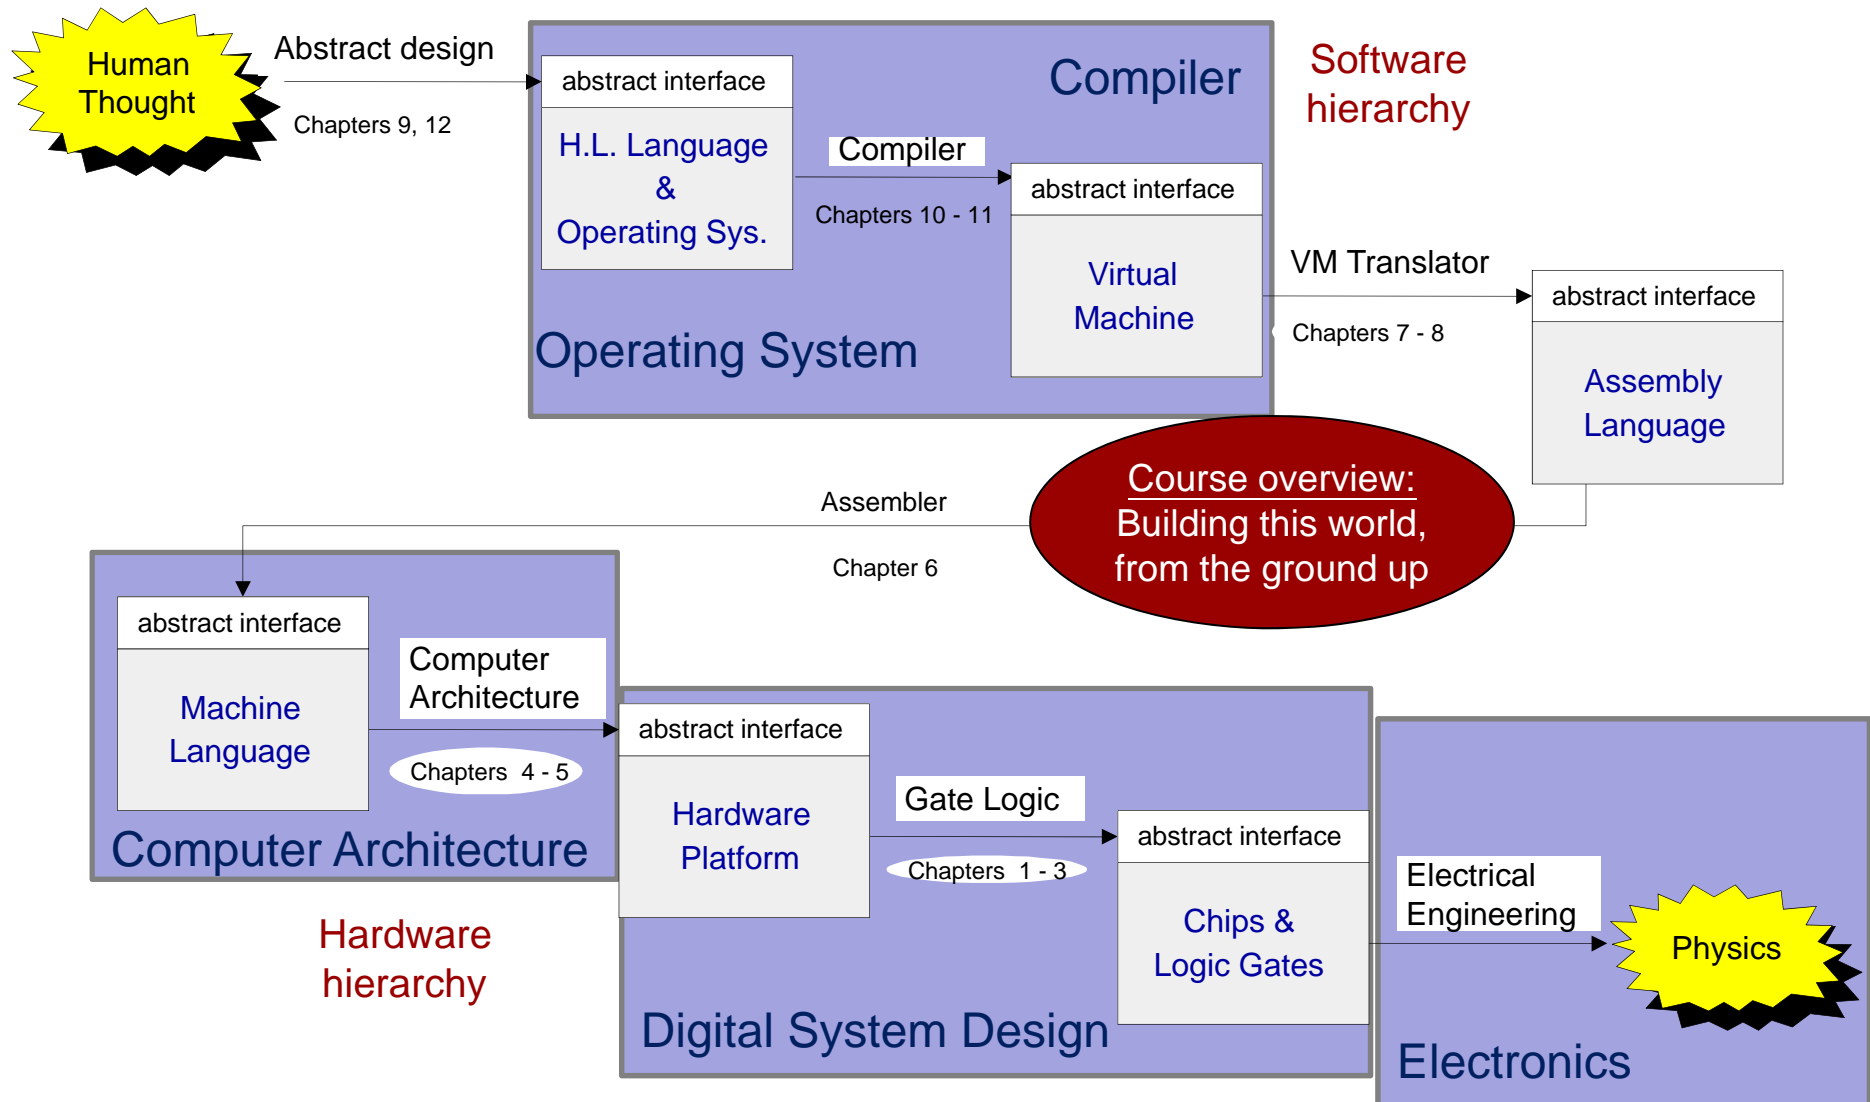 Human
Thought
Abstract design
Chapters 9, 12
abstract interface
H.L. Language
&
Operating Sys.
Compiler
Chapters 10 - 11
Compiler
Operating System
abstract interface
Virtual
Machine
Software
hierarchy
VM Translator
Chapters 7 - 8
abstract interface
Assembly
Language
Course overview:
Building this world,
from the ground up
Assembler
Chapter 6
abstract interface
Machine
Language
Computer
Architecture
Chapters 4 - 5
Computer Architecture
Hardware
hierarchy
abstract interface
Hardware
Platform
Gate Logic
Chapters 1 - 3
abstract interface
Chips &
Logic Gates
Digital System Design
Electrical
Engineering
Physics
Electronics